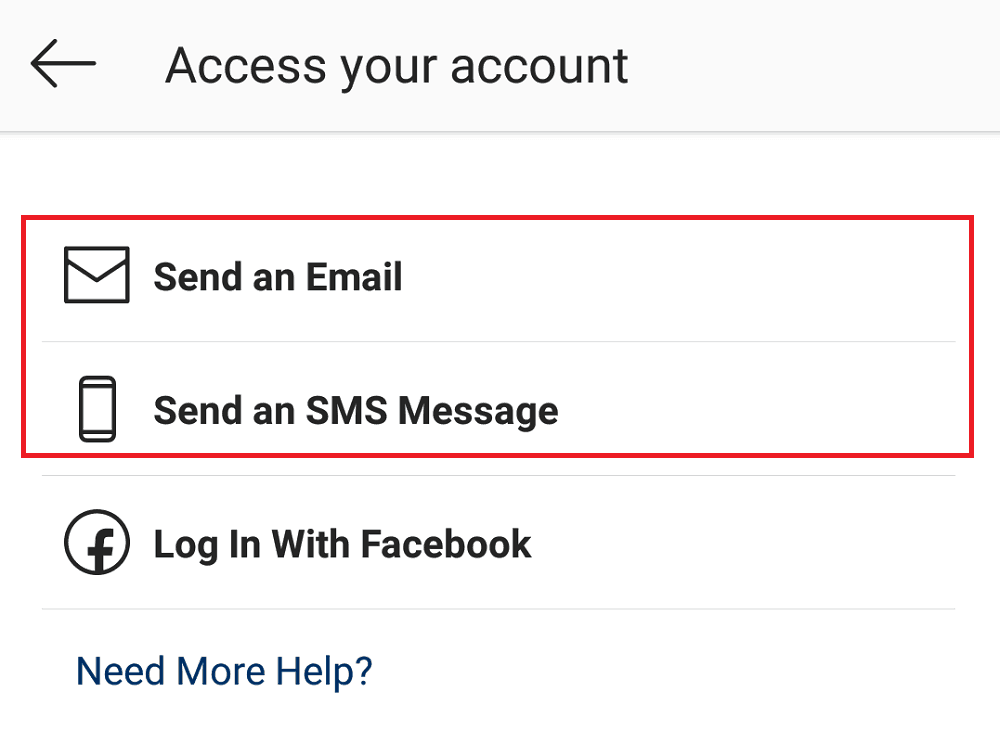 Access your account
Send an Email
Send an SMS Message
Log In With Facebook
Need More Help?